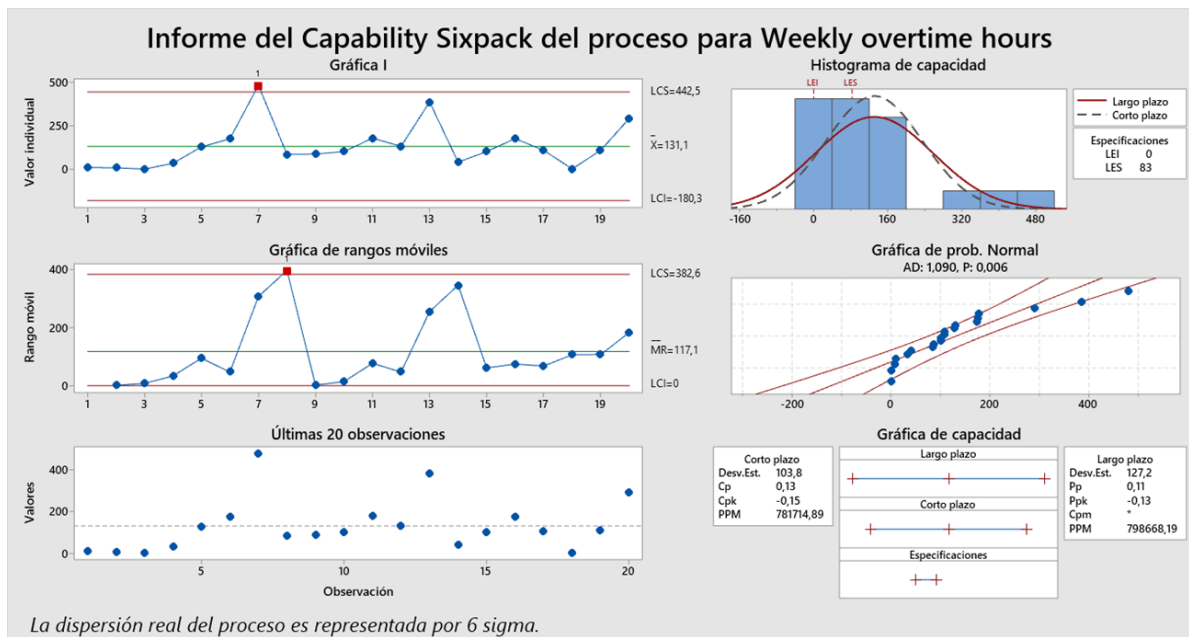 Informe del Capability Sixpack del proceso para Weekly overtime hours
Gráfica I
Valor individual
500
250
0
1
LCS=442,5
X=131,1
LCI=-180,3
1 3 5 7 9 11 13 15 17 19
Histograma de capacidad
LEI LES
-160 0 160 320 480
Largo plazo
Corto plazo
Especificaciones
LEI 0
LES 83
Gráfica de rangos móviles
Rango móvil
400
200
0
1
LCS=382,6
MR=117,1
LCI=0
1 3 5 7 9 11 13 15 17 19
Gráfica de prob. Normal
AD: 1,090, P: 0,006
-200 0 200 400
Últimas 20 observaciones
Valores
400
200
0
5 10 15 20
Observación
Gráfica de capacidad
Corto plazo
Desv.Est. 103,8
Cp 0,13
Cpk -0,15
PPM 781714,89
Largo plazo
Corto plazo
Especificaciones
Largo plazo
Desv.Est. 127,2
Pp 0,11
Ppk -0,13
Cpm *
PPM 798668,19
La dispersión real del proceso es representada por 6 sigma.